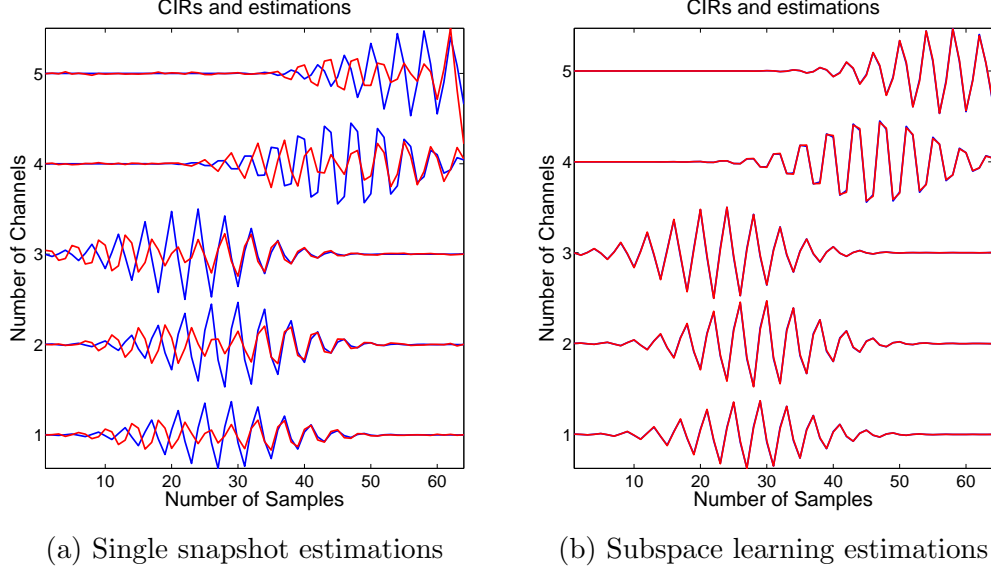 CIRs and estimations
5
4
3
2
1
Number of Channels
10 20 30 40 50 60
Number of Samples
(a) Single snapshot estimations
CIRs and estimations
5
4
3
2
1
Number of Channels
10 20 30 40 50 60
Number of Samples
(b) Subspace learning estimations